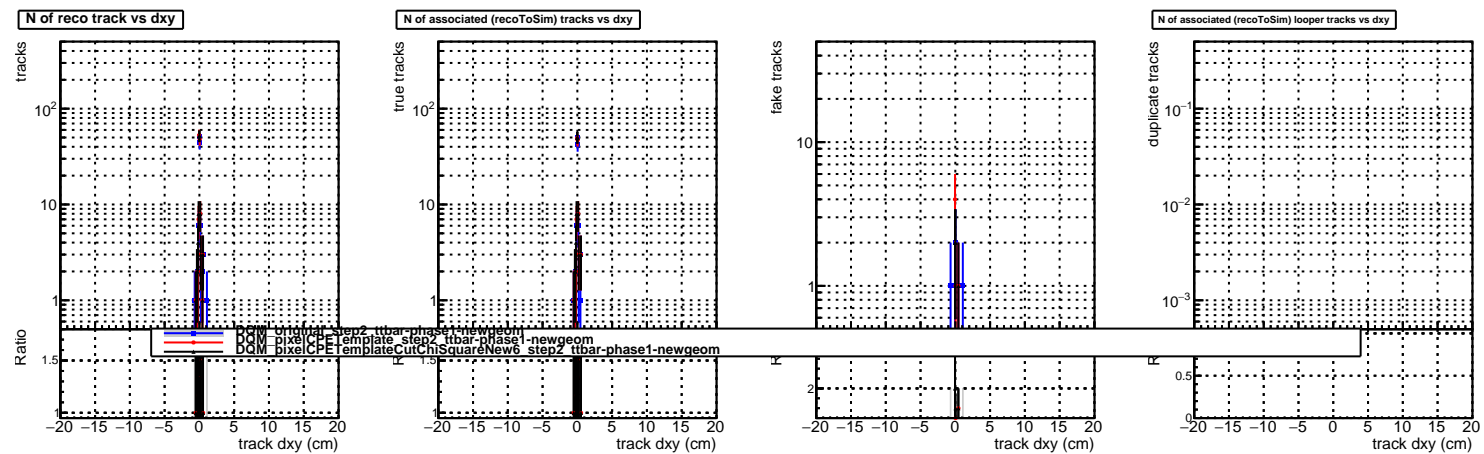 N of reco track vs dxy
N of associated (recoToSim) tracks vs dxy
N of associated (recoToSim) looper tracks vs dxy
tracks
10²
10
1
Ratio
1.5
1
−20 −15 −10 −5 0 5 10 15 20
track dxy (cm)
true tracks
10²
10
1
1.5
1
−20 −15 −10 −5 0 5 10 15 20
track dxy (cm)
fake tracks
10
1
2
−20 −15 −10 −5 0 5 10 15 20
track dxy (cm)
duplicate tracks
10⁻¹
10⁻²
10⁻³
0.5
0
−20 −15 −10 −5 0 5 10 15 20
track dxy (cm)
DQM_original_step2_ttbar-phase1-newgeom
DQM_pixelCPETemplate_step2_ttbar-phase1-newgeom
DQM_pixelCPETemplateCutChiSquareNew6_step2_ttbar-phase1-newgeom